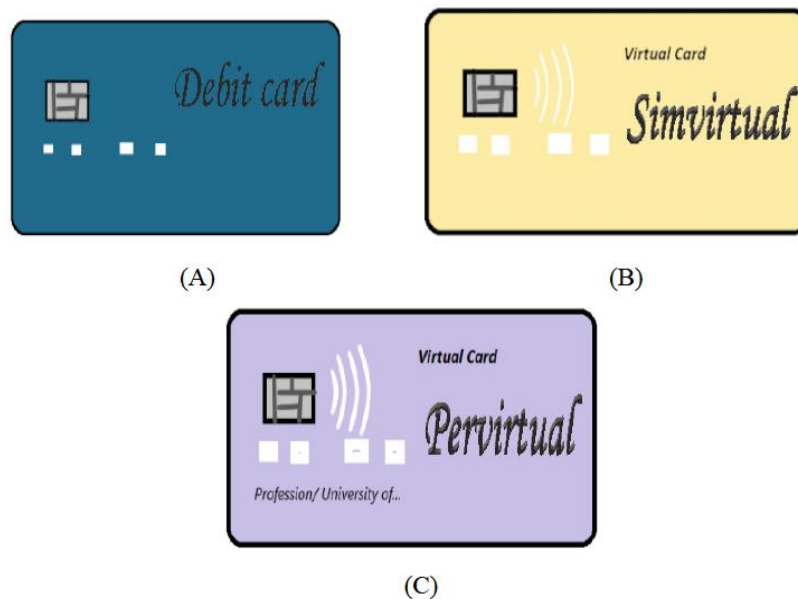 Debit card
(A)
Virtual Card
Simvirtual
(B)
Virtual Card
Pervirtual
Profession/ University of...
(C)